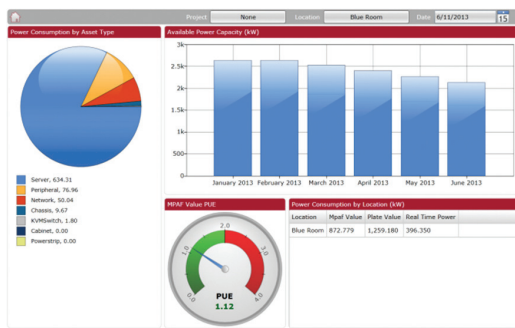 Project None Location Blue Room Date 6/11/2013 15
Power Consumption by Asset Type
Server, 634.31
Peripheral, 76.96
Network, 50.04
Chassis, 9.67
KVMSwitch, 1.80
Cabinet, 0.00
Powerstrip, 0.00
Available Power Capacity (kW)
3k
2.5k
2k
1.5k
1k
500
0
January 2013 February 2013 March 2013 April 2013 May 2013 June 2013
MPAF Value PUE
0.0
1.0
2.0
3.0
4.0
PUE
1.12
Power Consumption by Location (kW)
Location Mpaf Value Plate Value Real Time Power
Blue Room 872.779 1,259.180 396.350